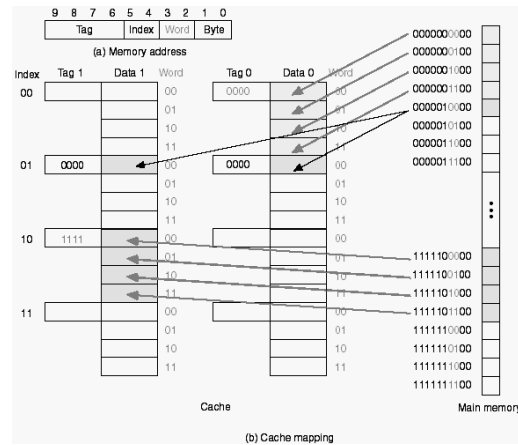 9 8 7 6 5 4 3 2 1 0
Tag Index Word Byte
(a) Memory address
Index Tag 1 Data 1 Word Tag 0 Data 0 Word
00 00 0000 00
01 01
10 10
11 11
01 0000 00 0000 00
01 01
10 10
11 11
10 1111 00 00
01 01
10 10
11 11
11 00 00
01 01
10 10
11 11
0000000000
0000000100
0000001000
0000001100
0000010000
0000010100
0000011000
0000011100
1111100000
1111100100
1111101000
1111101100
1111110000
1111110100
1111111000
1111111100
Cache Main memory
(b) Cache mapping